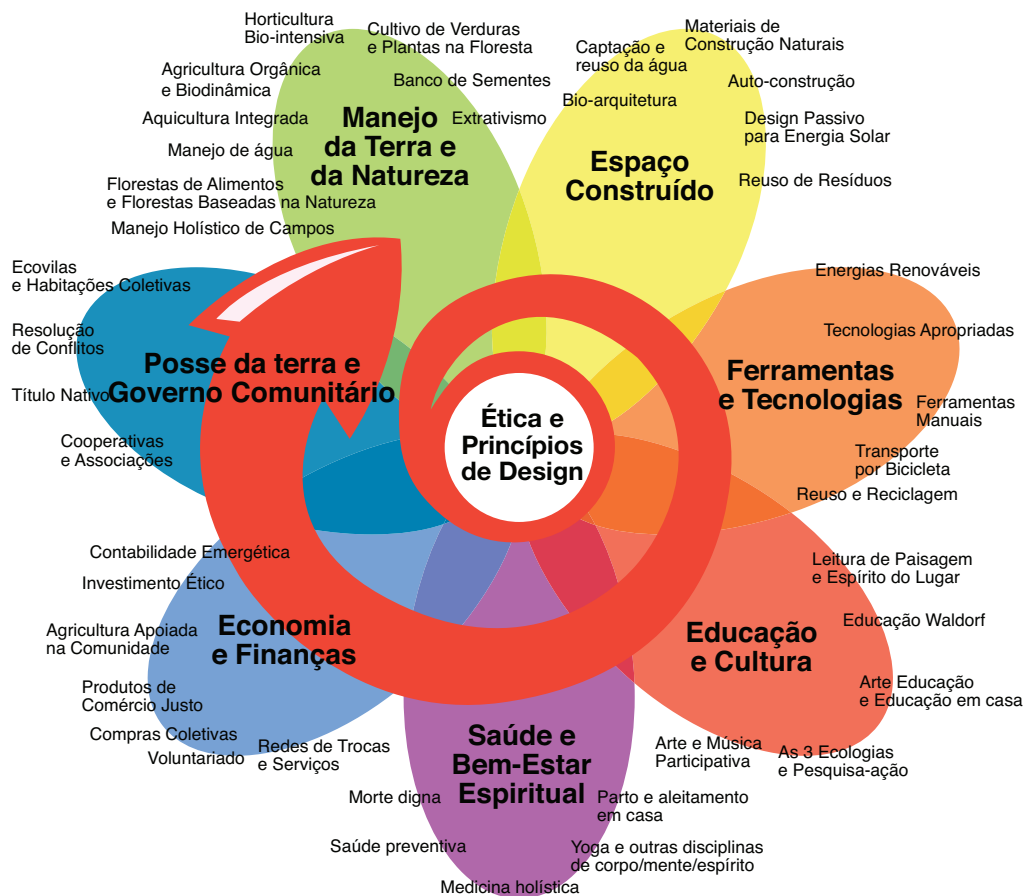 Horticultura
Bio-intensiva
Cultivo de Verduras
e Plantas na Floresta
Agricultura Orgânica
e Biodinâmica
Banco de Sementes
Aquicultura Integrada
Extrativismo
Manejo
da Terra e
da Natureza
Manejo de água
Florestas de Alimentos
e Florestas Baseadas na Natureza
Manejo Holístico de Campos
Materiais de
Construção Naturais
Captação e
reuso da água
Auto-construção
Bio-arquitetura
Design Passivo
para Energia Solar
Espaço
Construído
Reuso de Resíduos
Energias Renováveis
Tecnologias Apropriadas
Ferramentas
e Tecnologias
Ferramentas
Manuais
Transporte
por Bicicleta
Reuso e Reciclagem
Leitura de Paisagem
e Espírito do Lugar
Educação Waldorf
Educação
e Cultura
Arte Educação
e Educação em casa
As 3 Ecologias
e Pesquisa-ação
Arte e Música
Participativa
Saúde e
Bem-Estar
Espiritual
Parto e aleitamento
em casa
Morte digna
Saúde preventiva
Yoga e outras disciplinas
de corpo/mente/espírito
Medicina holística
Contabilidade Emergética
Investimento Ético
Economia
e Finanças
Agricultura Apoiada
na Comunidade
Produtos de
Comércio Justo
Compras Coletivas
Voluntariado
Redes de Trocas
e Serviços
Ecovilas
e Habitações Coletivas
Resolução
de Conflitos
Posse da terra e
Governo Comunitário
Título Nativo
Cooperativas
e Associações
Ética e
Princípios
de Design